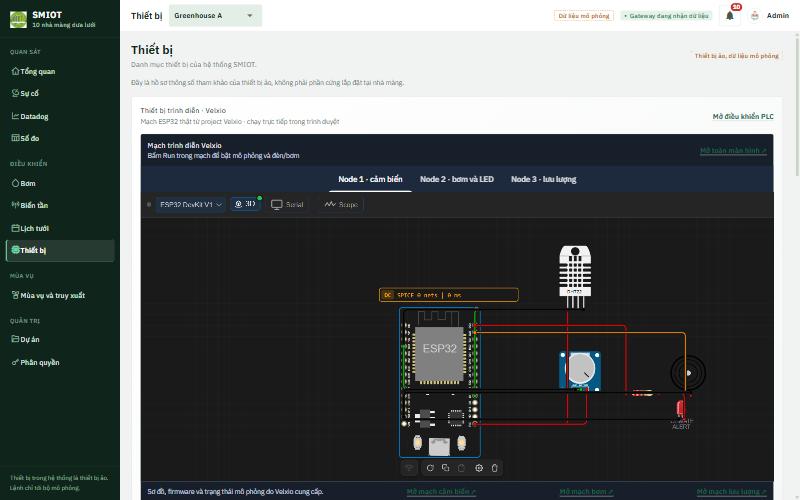 SMIOT
10 nhà màng dưa lưới
QUAN SÁT
Tổng quan
Sự cố
Datadog
Số đo
ĐIỀU KHIỂN
Bơm
Biến tần
Lịch tưới
Thiết bị
MÙA VỤ
Mùa vụ và truy xuất
QUẢN TRỊ
Dự án
Phân quyền
Thiết bị trong hệ thống là thiết bị ảo.
Lệnh chỉ tới bộ mô phỏng.
Thiết bị
Greenhouse A
Dữ liệu mô phỏng
Gateway đang nhận dữ liệu
Admin
Thiết bị
Danh mục thiết bị của hệ thống SMIOT.
Thiết bị ảo, dữ liệu mô phỏng
Đây là hồ sơ thông số tham khảo của thiết bị ảo, không phải phần cứng lắp đặt tại nhà màng.
Thiết bị trình diễn · Velxio
Mạch ESP32 thật từ project Velxio · chạy trực tiếp trong trình duyệt
Mở điều khiển PLC
Mạch trình diễn Velxio
Bấm Run trong mạch để bật mô phỏng và đèn/bơm
Mở toàn màn hình ↗
Node 1 · cảm biến
Node 2 · bơm và LED
Node 3 · lưu lượng
ESP32 DevKit V1
3D
Serial
Scope
DC SPICE 0 nets | 0 ms
ESP32
ALERT
Sơ đồ, firmware và trạng thái mô phỏng do Velxio cung cấp.
Mở mạch cảm biến ↗
Mở mạch bơm ↗
Mở mạch lưu lượng ↗